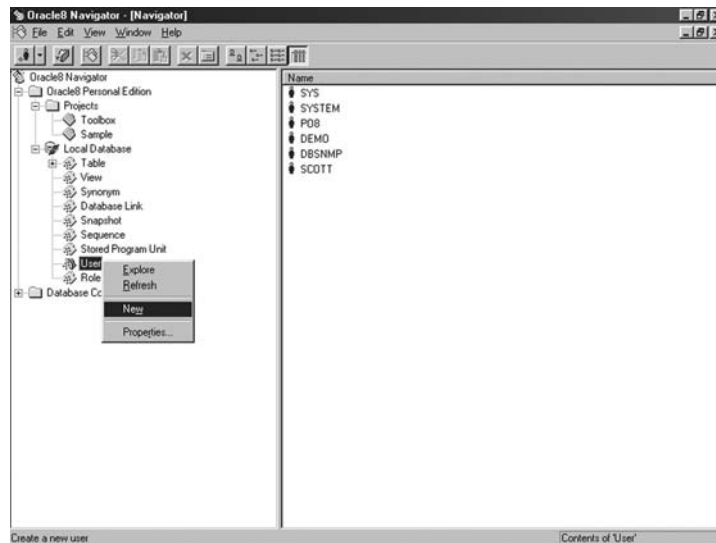 Oracle8 Navigator - [Navigator]
File Edit View Window Help
Oracle8 Navigator
Oracle8 Personal Edition
Projects
Toolbox
Sample
Local Database
Table
View
Synonym
Database Link
Snapshot
Sequence
Stored Program Unit
User
Role
Database Cc
Explore
Refresh
New
Properties...
Name
SYS
SYSTEM
PO8
DEMO
DBSNMP
SCOTT
Create a new user
Contents of 'User'